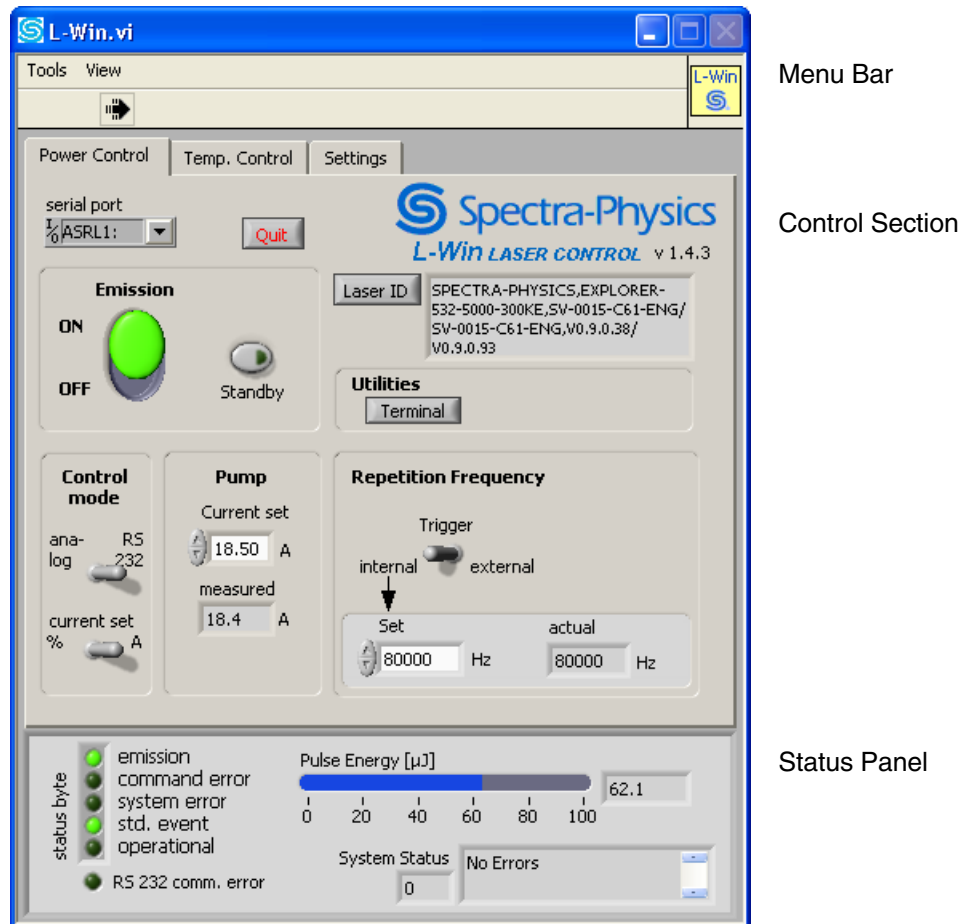 L-Win.vi
Tools View
L-Win
Menu Bar
Power Control Temp. Control Settings
serial port
I/O ASRL1:
Quit
Spectra-Physics
L-Win LASER CONTROL v 1.4.3
Control Section
Emission
ON
OFF
Standby
Laser ID
SPECTRA-PHYSICS,EXPLORER-
532-5000-300KE,SV-0015-C61-ENG/
SV-0015-C61-ENG,V0.9.0.38/
V0.9.0.93
Utilities
Terminal
Control
mode
ana- RS
log 232
current set
% A
Pump
Current set
18.50 A
measured
18.4 A
Repetition Frequency
Trigger
internal external
Set actual
80000 Hz 80000 Hz
status byte
emission
command error
system error
std. event
operational
RS 232 comm. error
Pulse Energy [µJ]
62.1
0 20 40 60 80 100
System Status
0
No Errors
Status Panel